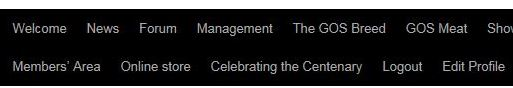 Welcome News Forum Management The GOS Breed GOS Meat
Members' Area Online store Celebrating the Centenary Logout Edit Profile